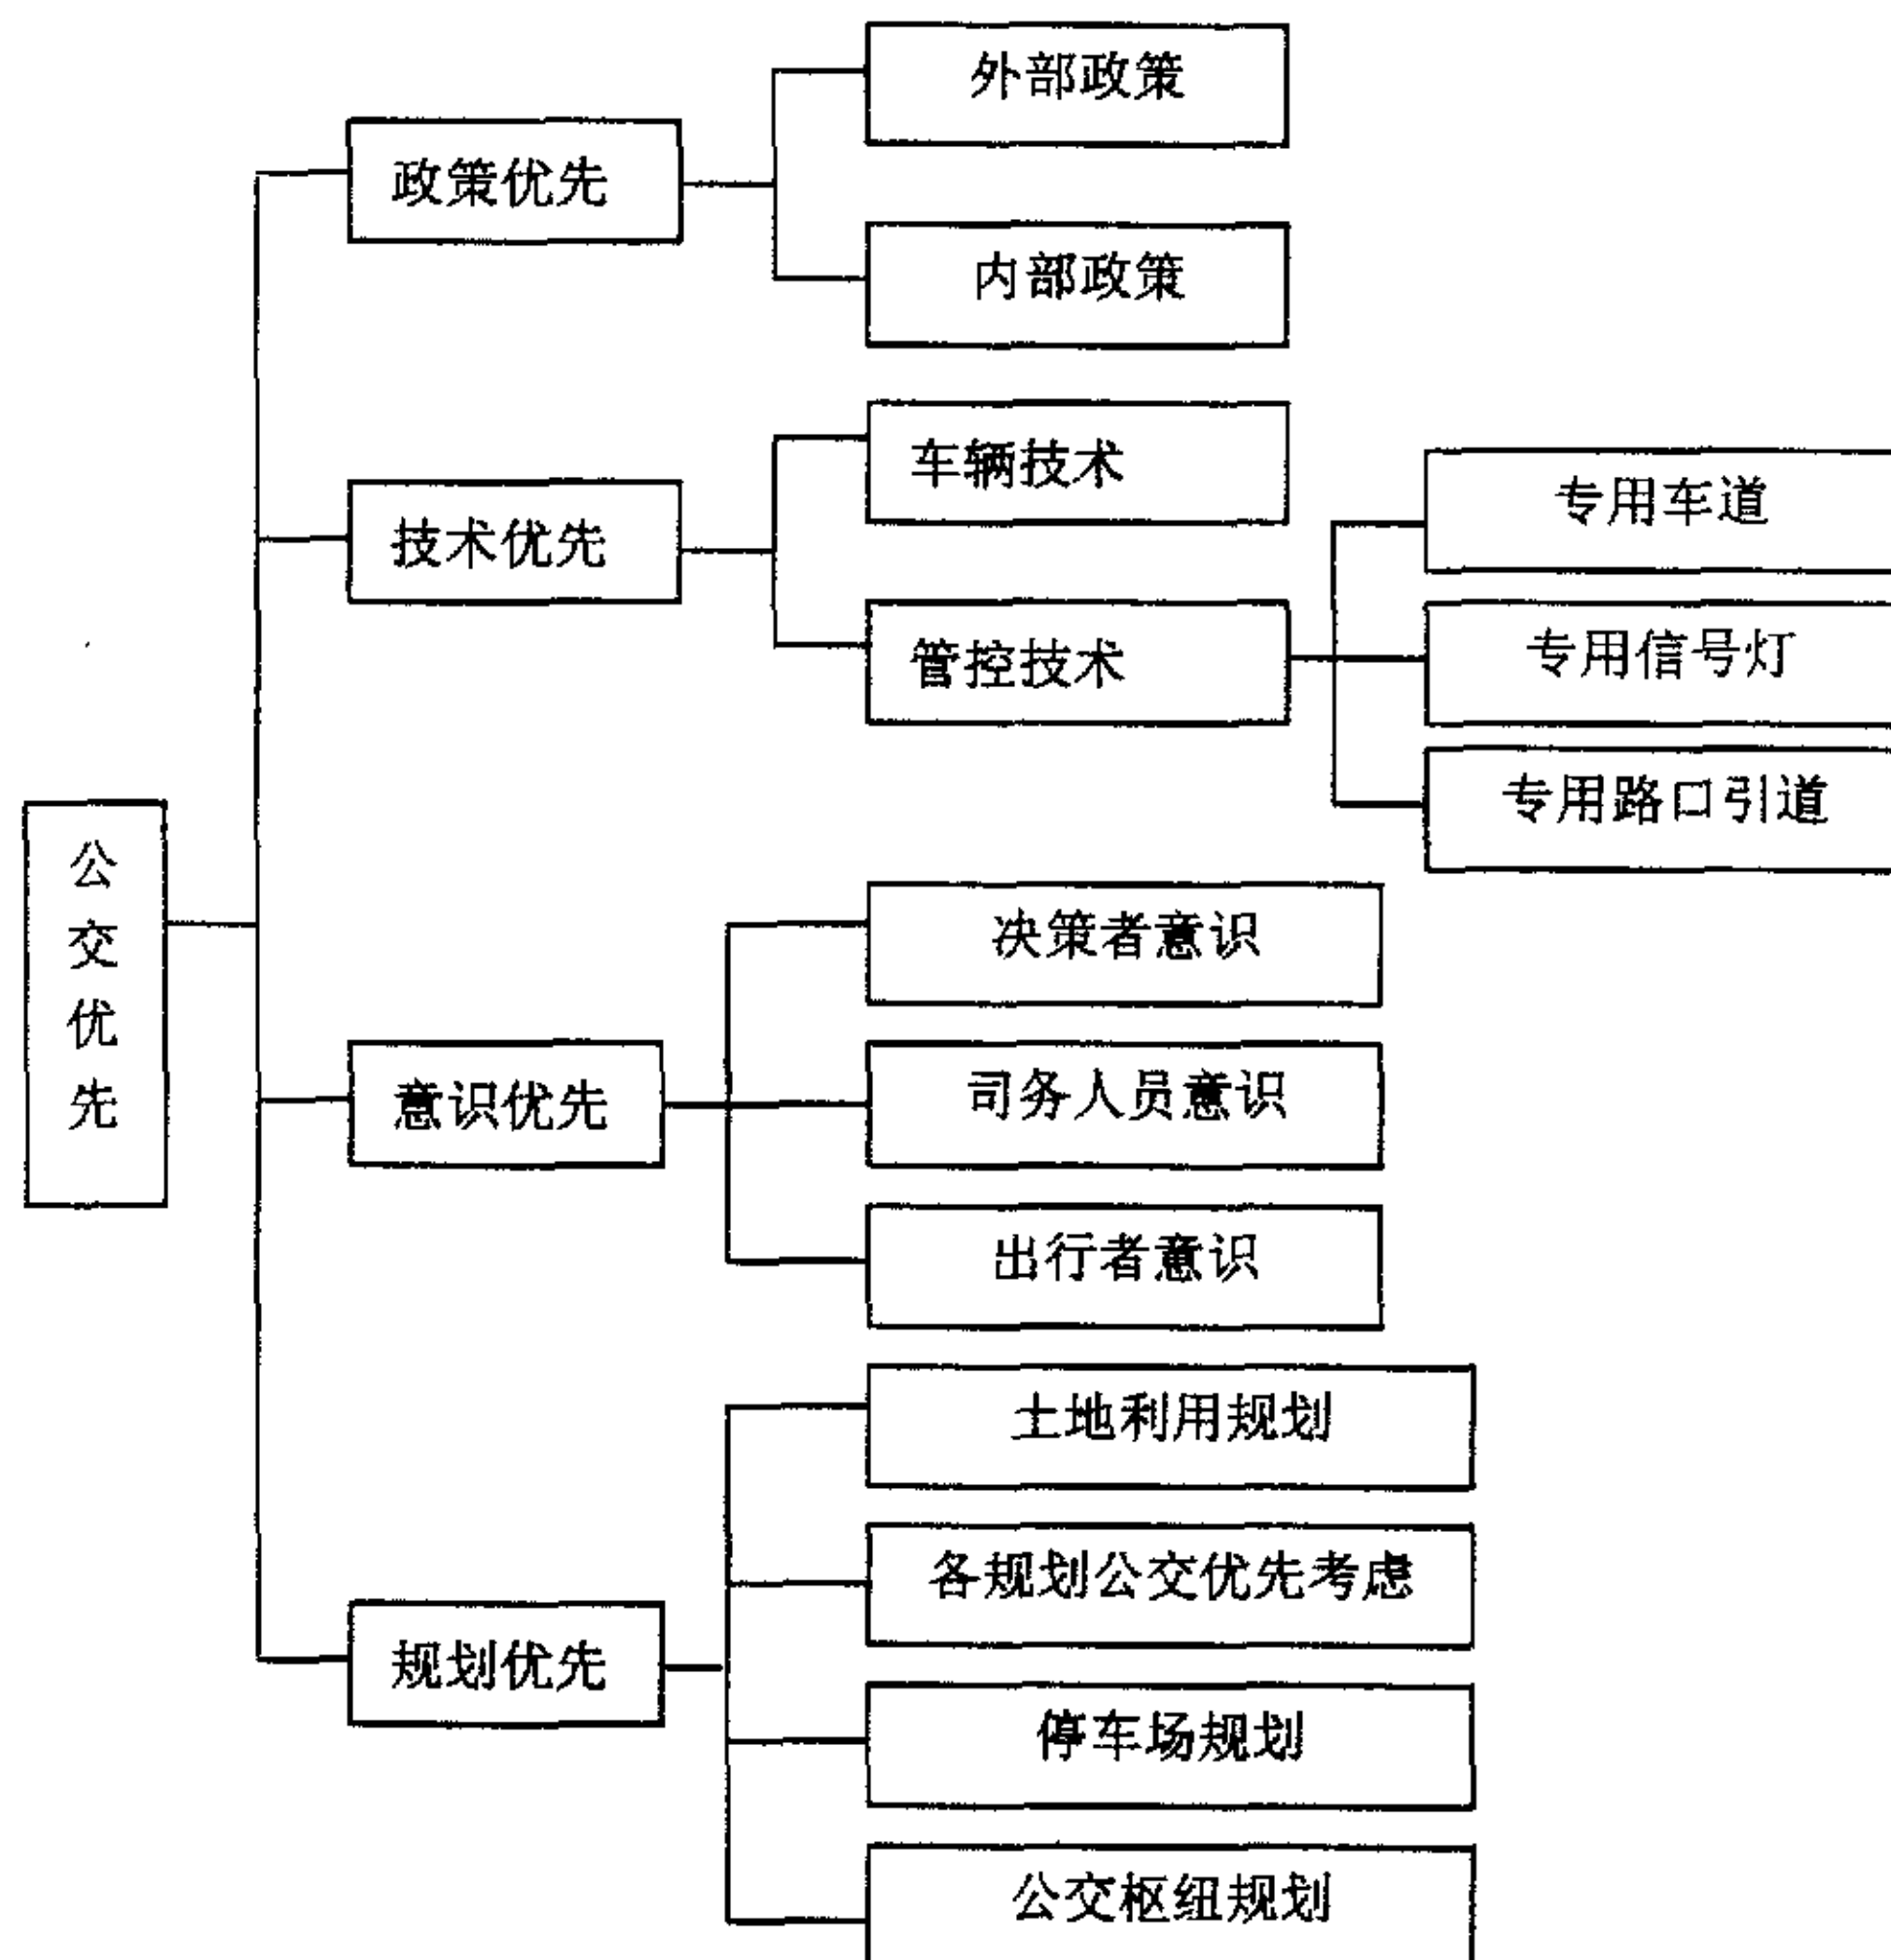 公交优先
政策优先
外部政策
内部政策
技术优先
车辆技术
管控技术
专用车道
专用信号灯
专用路口引道
意识优先
决策者意识
司务人员意识
出行者意识
规划优先
土地利用规划
各规划公交优先考虑
停车场规划
公交枢纽规划